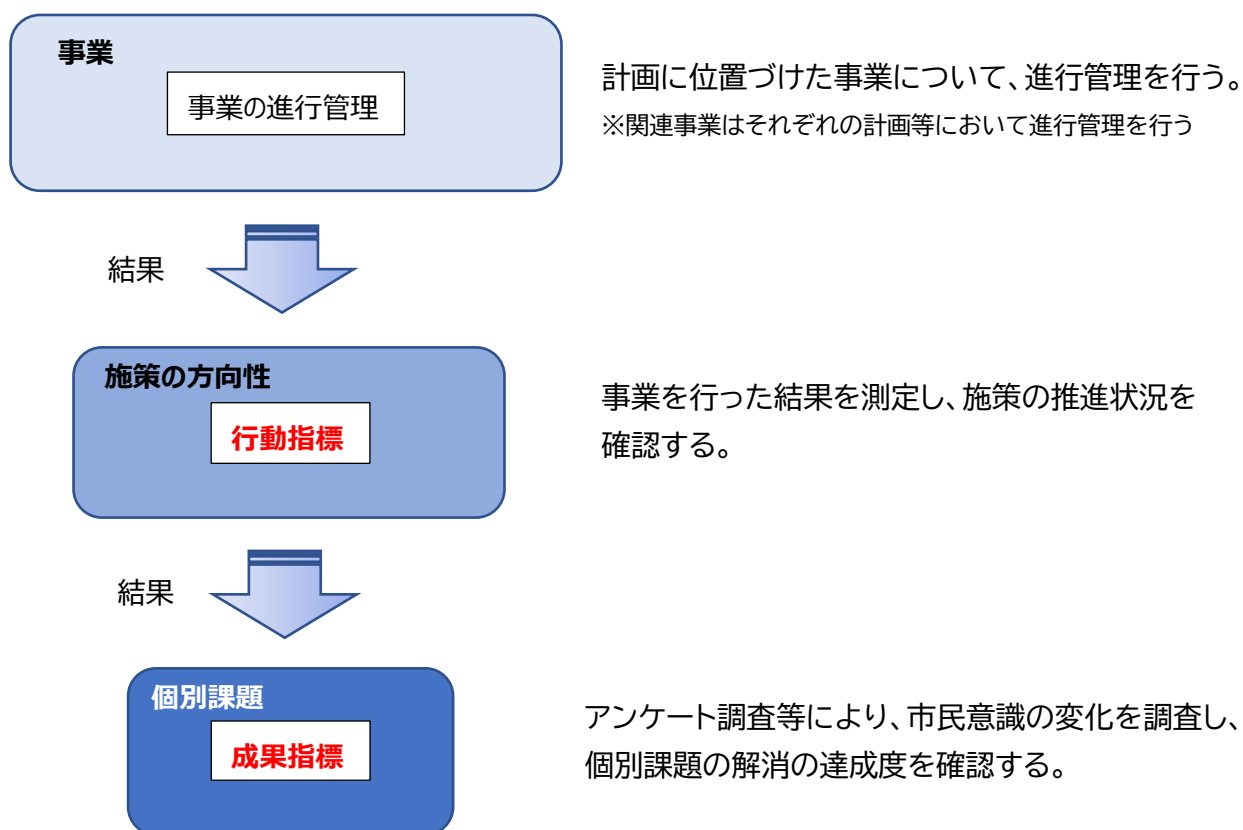 事業
事業の進行管理
計画に位置づけた事業について、進行管理を行う。
※関連事業はそれぞれの計画等において進行管理を行う
結果
施策の方向性
行動指標
事業を行った結果を測定し、施策の推進状況を
確認する。
結果
個別課題
成果指標
アンケート調査等により、市民意識の変化を調査し、
個別課題の解消の達成度を確認する。